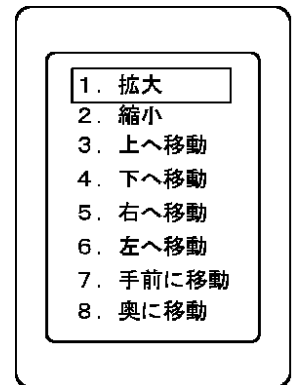 １．拡大
２．縮小
３．上へ移動
４．下へ移動
５．右へ移動
６．左へ移動
７．手前に移動
８．奥に移動